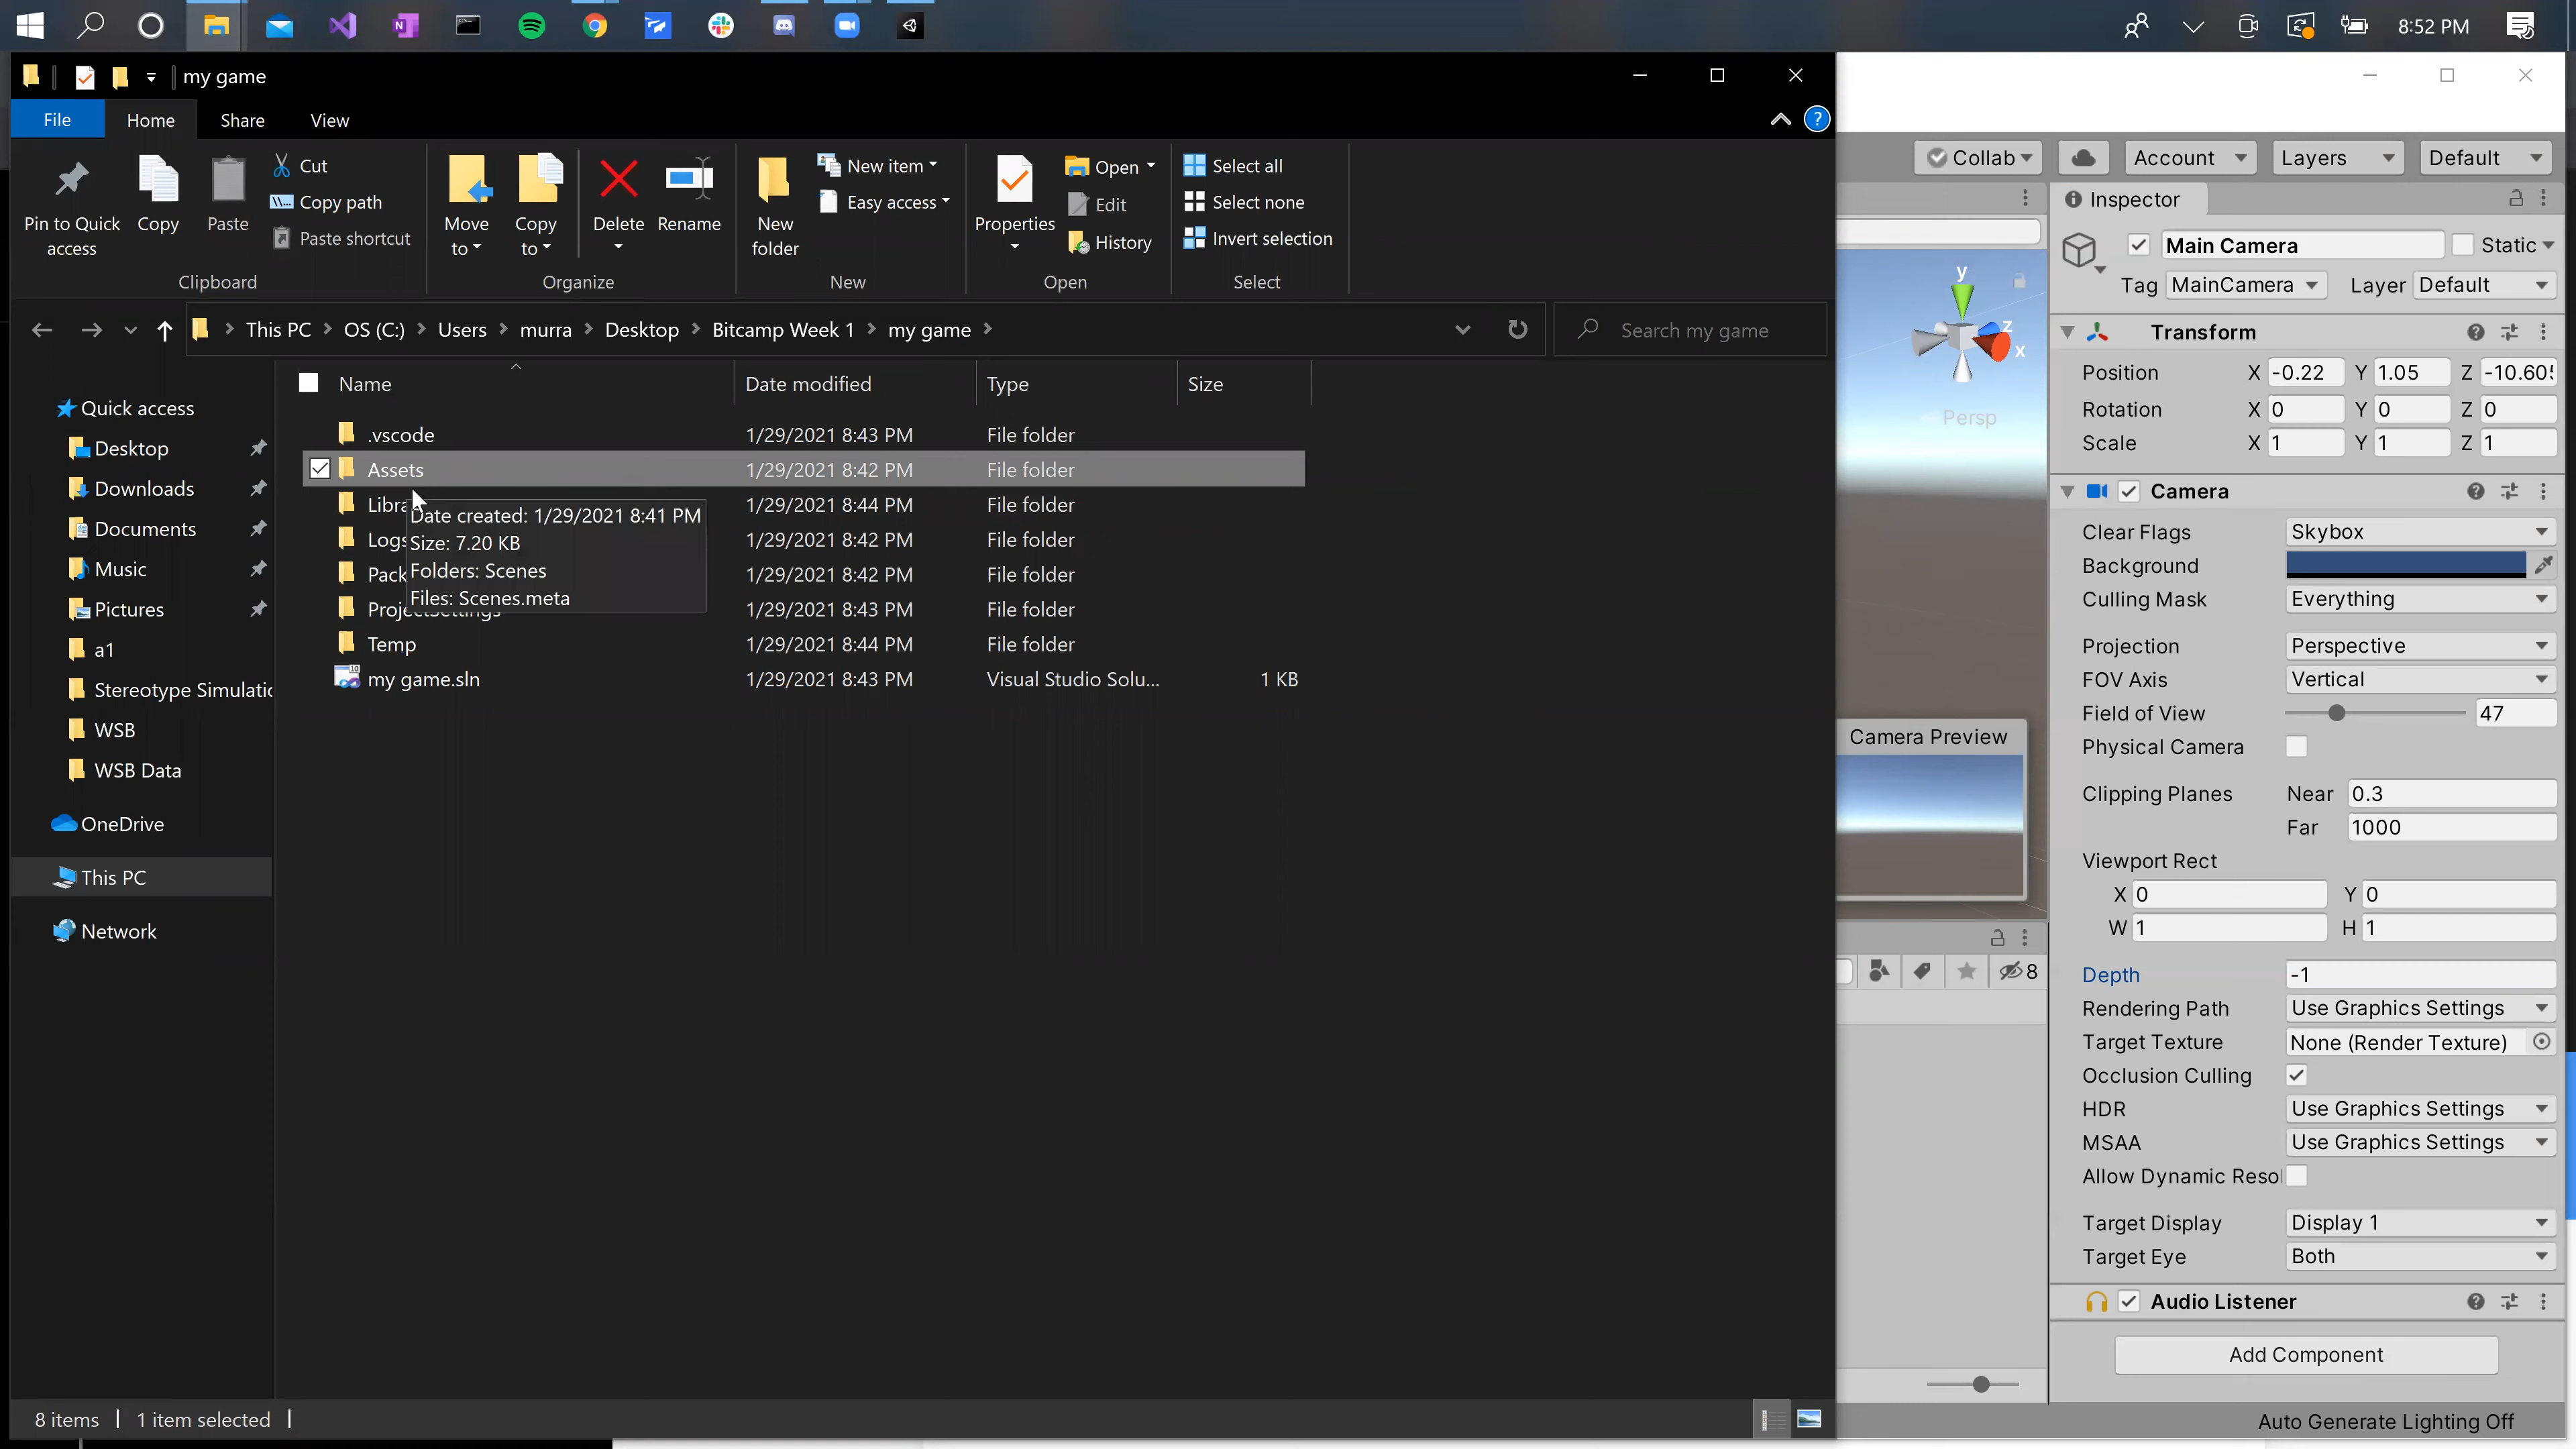 8:52 PM
my game
File Home Share View
Pin to Quick access
Copy
Paste
Cut
Copy path
Paste shortcut
Clipboard
Move to
Copy to
Delete
Rename
Organize
New folder
New item
Easy access
New
Properties
Open
Edit
History
Open
Select all
Select none
Invert selection
Select
This PC > OS (C:) > Users > murra > Desktop > Bitcamp Week 1 > my game >
Search my game
Quick access
Desktop
Downloads
Documents
Music
Pictures
a1
Stereotype Simulatic
WSB
WSB Data
OneDrive
This PC
Network
Name Date modified Type Size
.vscode 1/29/2021 8:43 PM File folder
Assets 1/29/2021 8:42 PM File folder
Libra 1/29/2021 8:44 PM File folder
Logs 1/29/2021 8:42 PM File folder
Pack 1/29/2021 8:42 PM File folder
ProjectSettings 1/29/2021 8:43 PM File folder
Temp 1/29/2021 8:44 PM File folder
my game.sln 1/29/2021 8:43 PM Visual Studio Solu... 1 KB
Date created: 1/29/2021 8:41 PM
Size: 7.20 KB
Folders: Scenes
Files: Scenes.meta
8 items 1 item selected
Collab Account Layers Default
y
z
x
Persp
Camera Preview
8
Inspector
Main Camera Static
Tag MainCamera Layer Default
Transform
Position X -0.22 Y 1.05 Z -10.605
Rotation X 0 Y 0 Z 0
Scale X 1 Y 1 Z 1
Camera
Clear Flags Skybox
Background
Culling Mask Everything
Projection Perspective
FOV Axis Vertical
Field of View 47
Physical Camera
Clipping Planes Near 0.3
Far 1000
Viewport Rect
X 0 Y 0
W 1 H 1
Depth -1
Rendering Path Use Graphics Settings
Target Texture None (Render Texture)
Occlusion Culling
HDR Use Graphics Settings
MSAA Use Graphics Settings
Allow Dynamic Resol
Target Display Display 1
Target Eye Both
Audio Listener
Add Component
Auto Generate Lighting Off